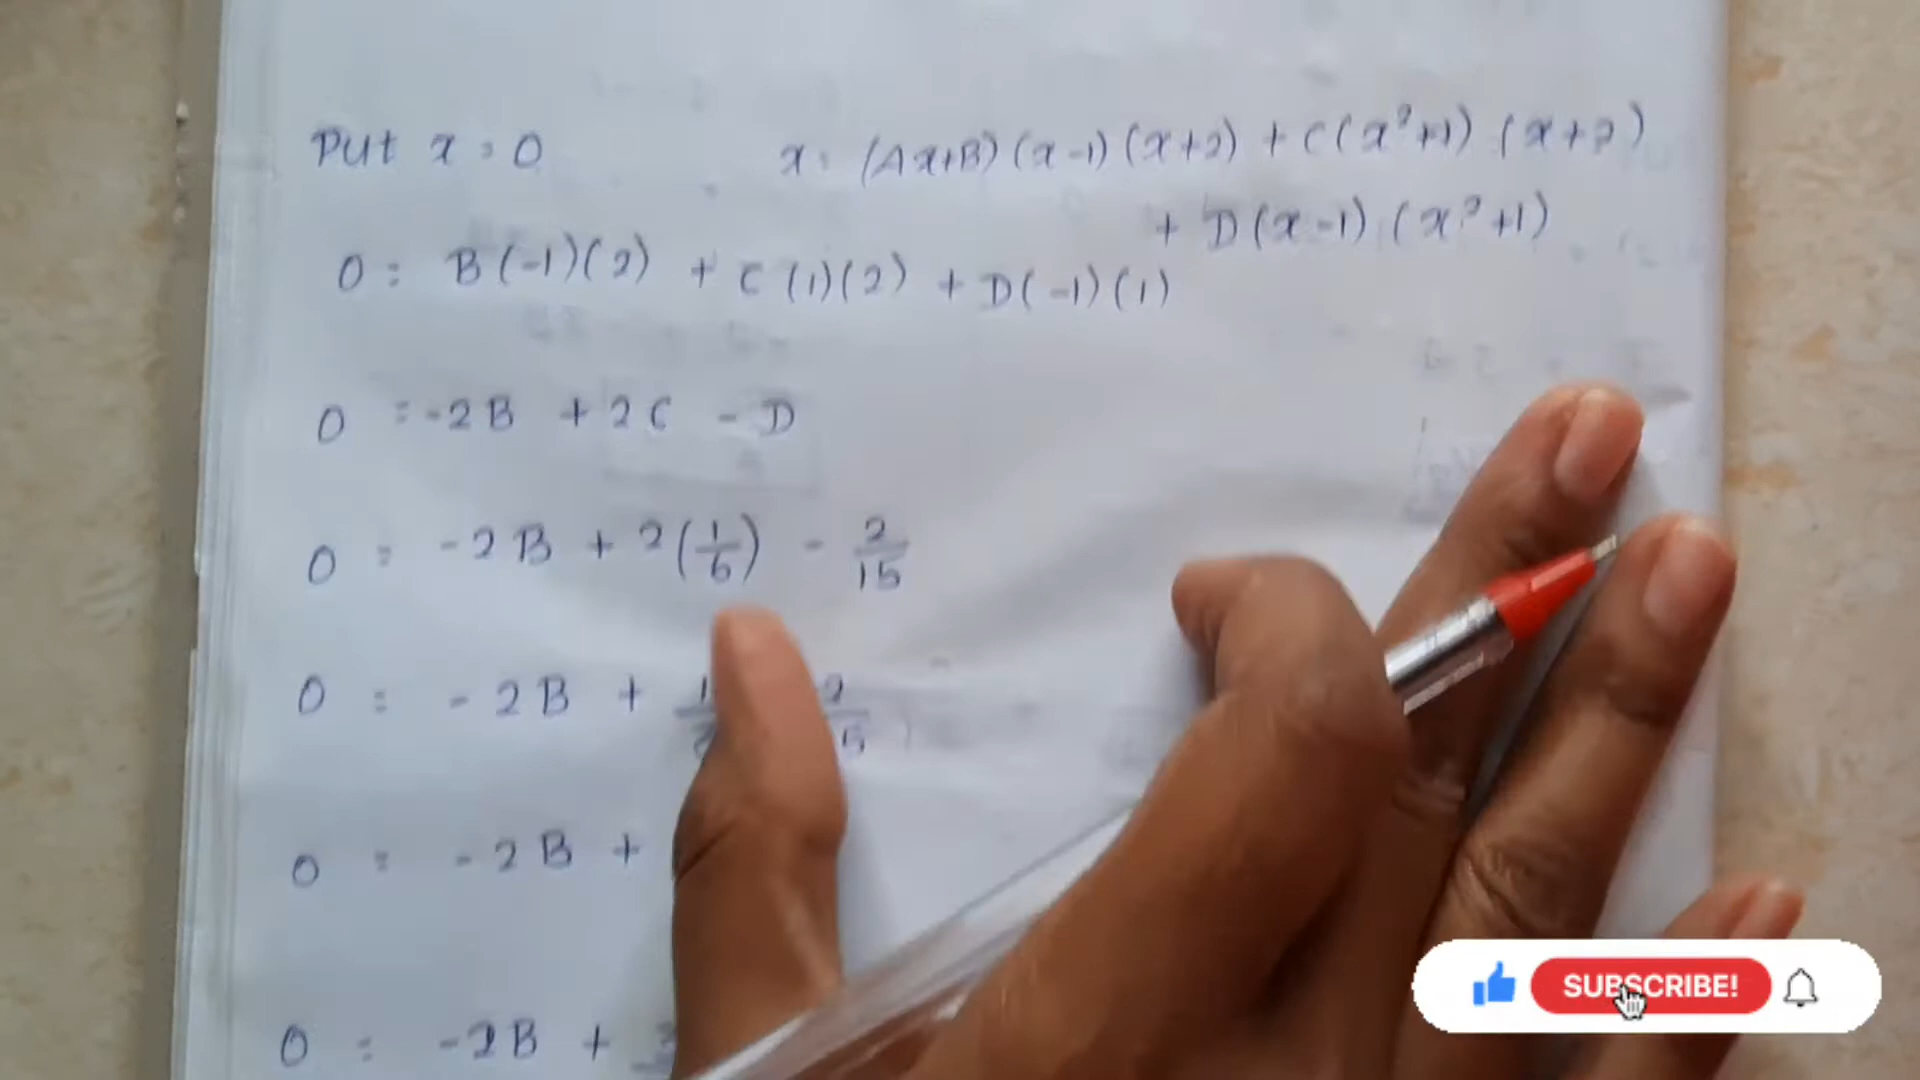 Put x = 0
x = (Ax+B)(x-1)(x+2) + C(x²+1)(x+2)
+ D(x-1)(x²+1)
0 = B(-1)(2) + C(1)(2) + D(-1)(1)
0 = -2B + 2C - D
0 = -2B + 2(1/6) - 2/15
0 = -2B +
0 = -2B +
0 = -2B +
SUBSCRIBE!